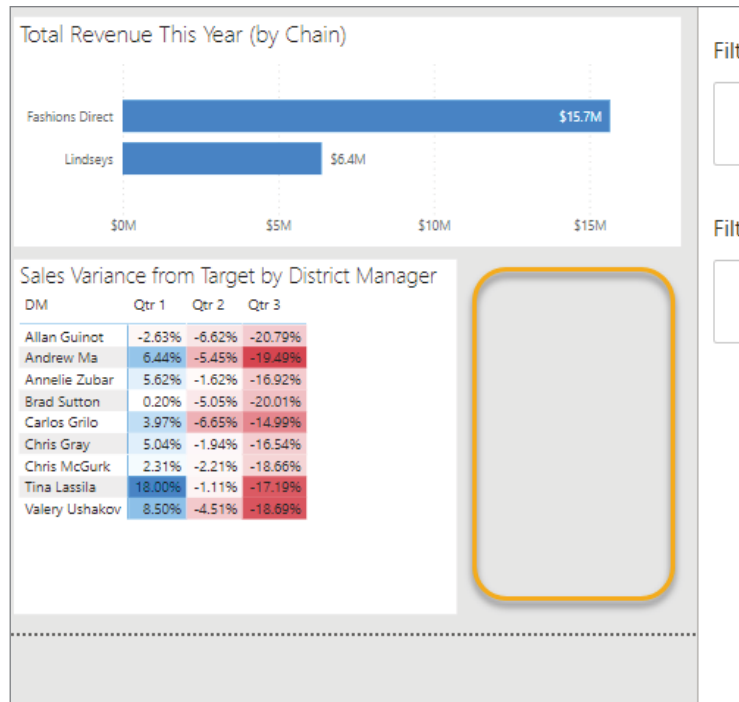 Total Revenue This Year (by Chain)
Filt
Fashions Direct $15.7M
Lindseys $6.4M
$0M $5M $10M $15M
Filt
Sales Variance from Target by District Manager
DM Qtr 1 Qtr 2 Qtr 3
Allan Guinot -2.63% -6.62% -20.79%
Andrew Ma 6.44% -5.45% -19.49%
Annelie Zubar 5.62% -1.62% -16.92%
Brad Sutton 0.20% -5.05% -20.01%
Carlos Grilo 3.97% -6.65% -14.99%
Chris Gray 5.04% -1.94% -16.54%
Chris McGurk 2.31% -2.21% -18.66%
Tina Lassila 18.00% -1.11% -17.19%
Valery Ushakov 8.50% -4.51% -18.69%